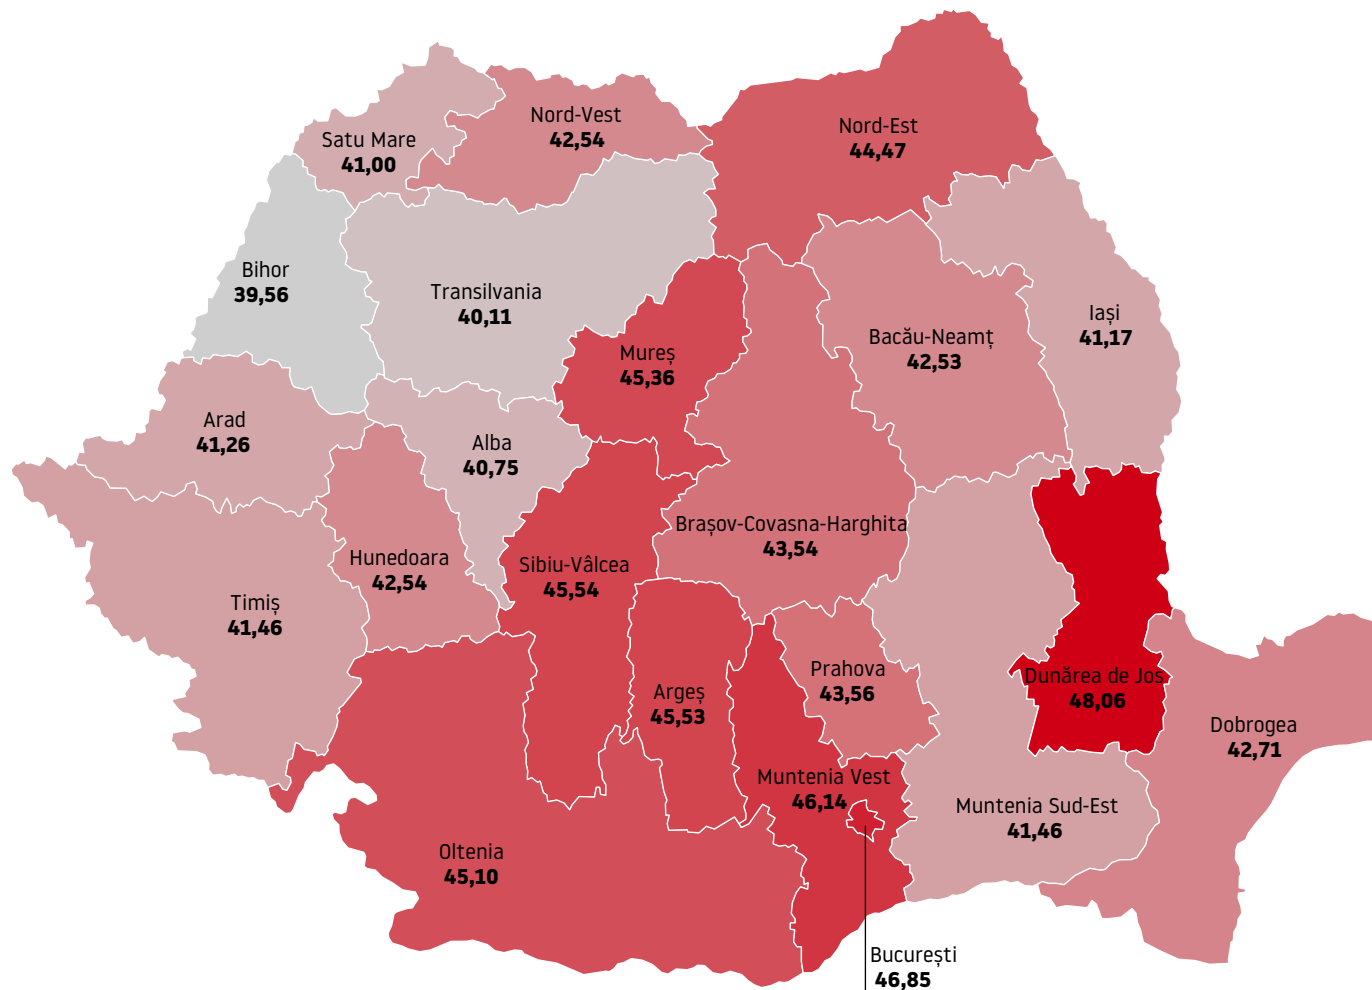 Nord-Vest
42,54
Nord-Est
44,47
Satu Mare
41,00
Bihor
39,56
Transilvania
40,11
Iași
41,17
Bacău-Neamț
42,53
Mureș
45,36
Arad
41,26
Alba
40,75
Brașov-Covasna-Harghita
43,54
Hunedoara
42,54
Sibiu-Vâlcea
45,54
Timiș
41,46
Prahova
43,56
Dunărea de Jos
48,06
Argeș
45,53
Dobrogea
42,71
Muntenia Vest
46,14
Muntenia Sud-Est
41,46
Oltenia
45,10
București
46,85